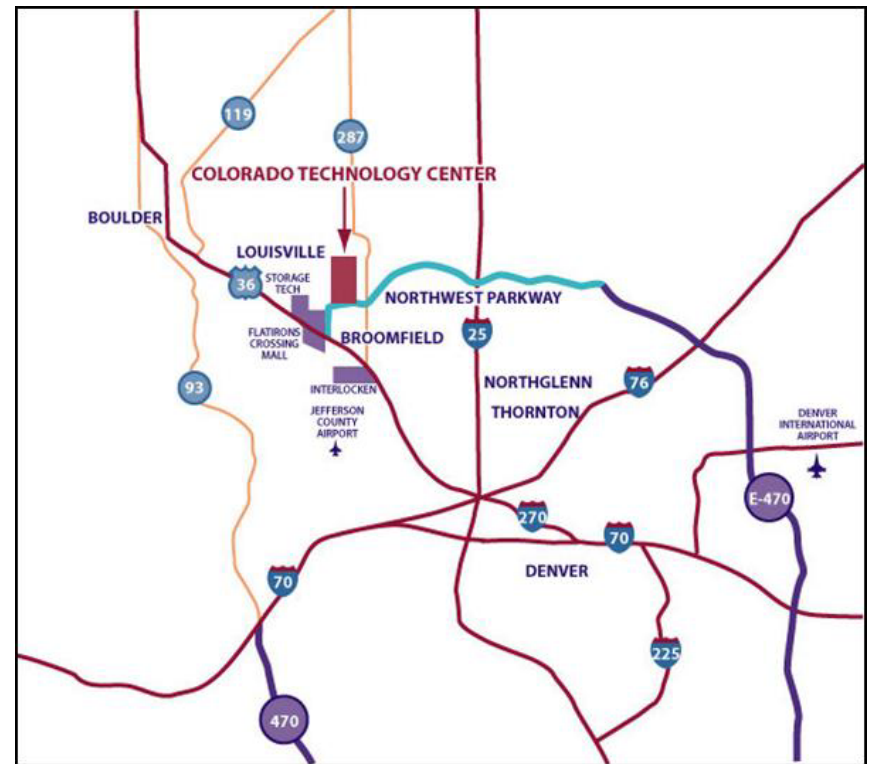 119
287
COLORADO TECHNOLOGY CENTER
BOULDER
LOUISVILLE
36
STORAGE
TECH
NORTHWEST PARKWAY
FLATIRONS
CROSSING
MALL
BROOMFIELD
25
93
INTERLOCKEN
NORTHGLENN
76
THORNTON
JEFFERSON
COUNTY
AIRPORT
DENVER
INTERNATIONAL
AIRPORT
E-470
270
70
DENVER
70
225
470